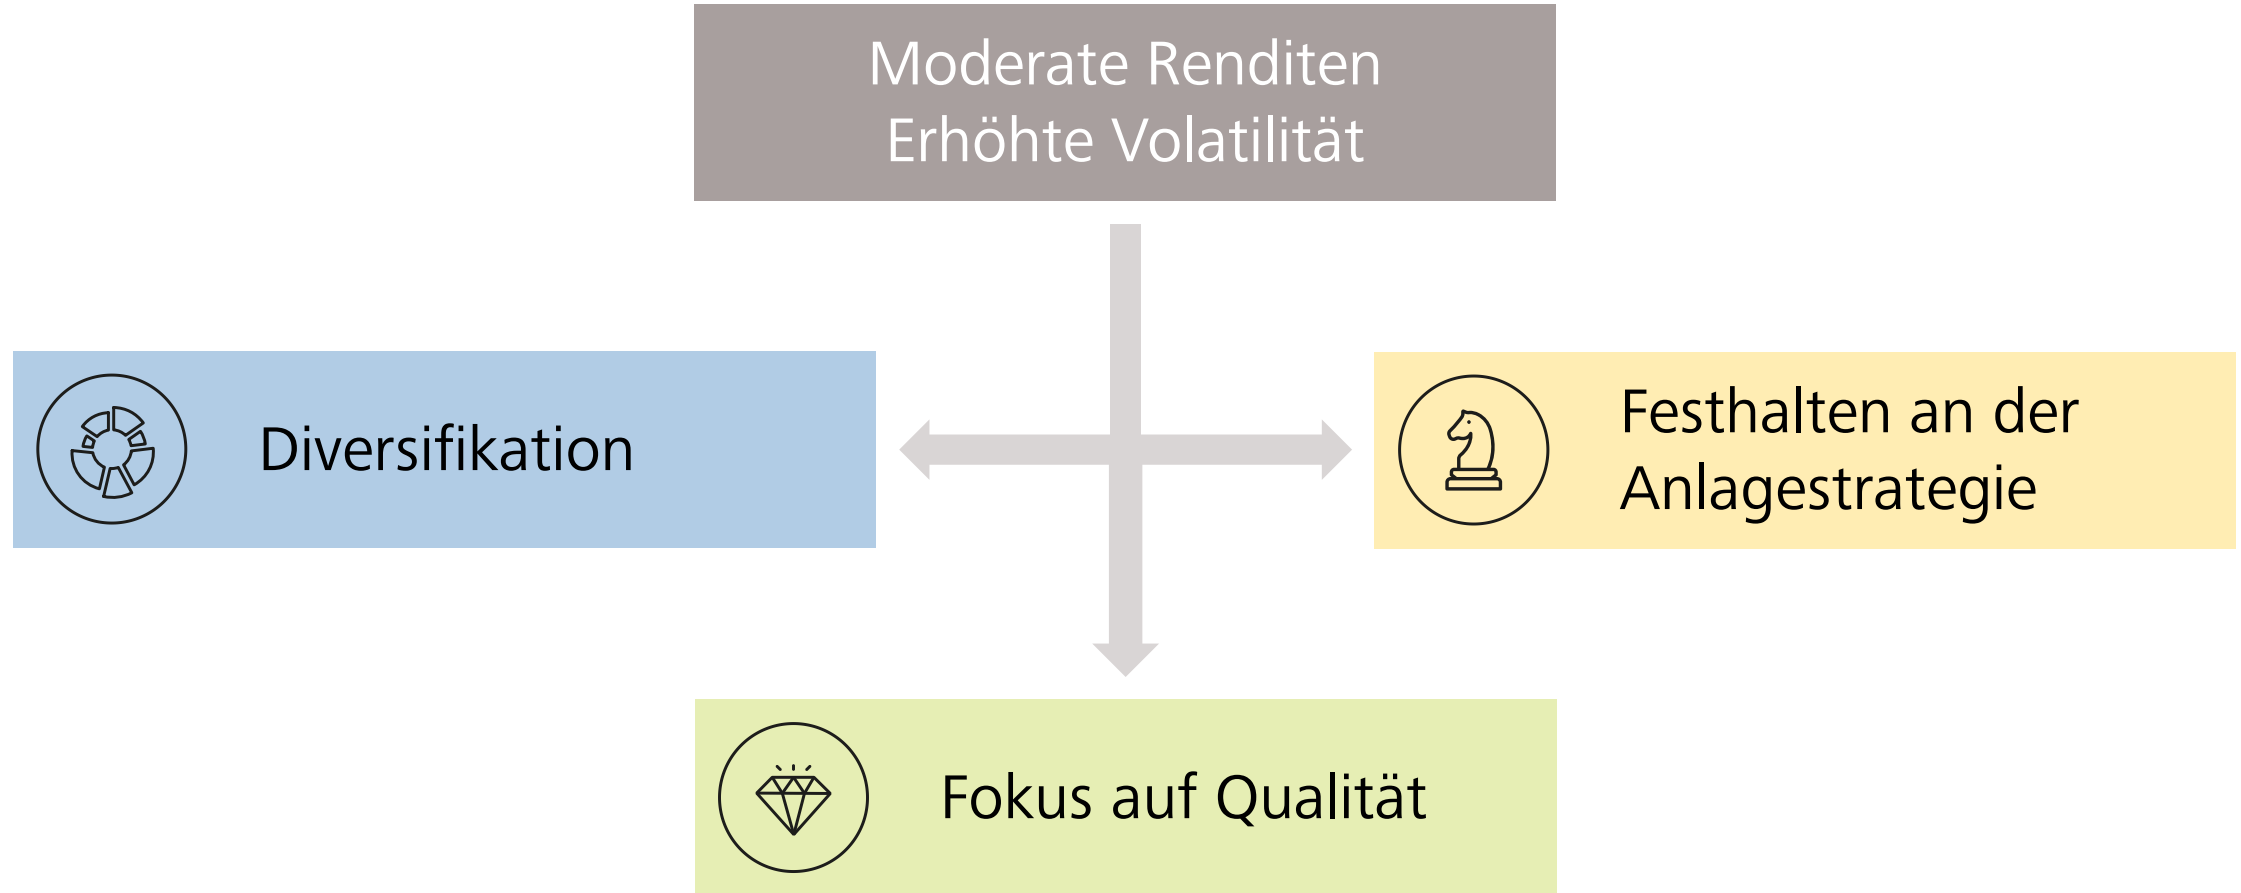 Moderate Renditen
Erhöhte Volatilität
Diversifikation
Festhalten an der
Anlagestrategie
Fokus auf Qualität